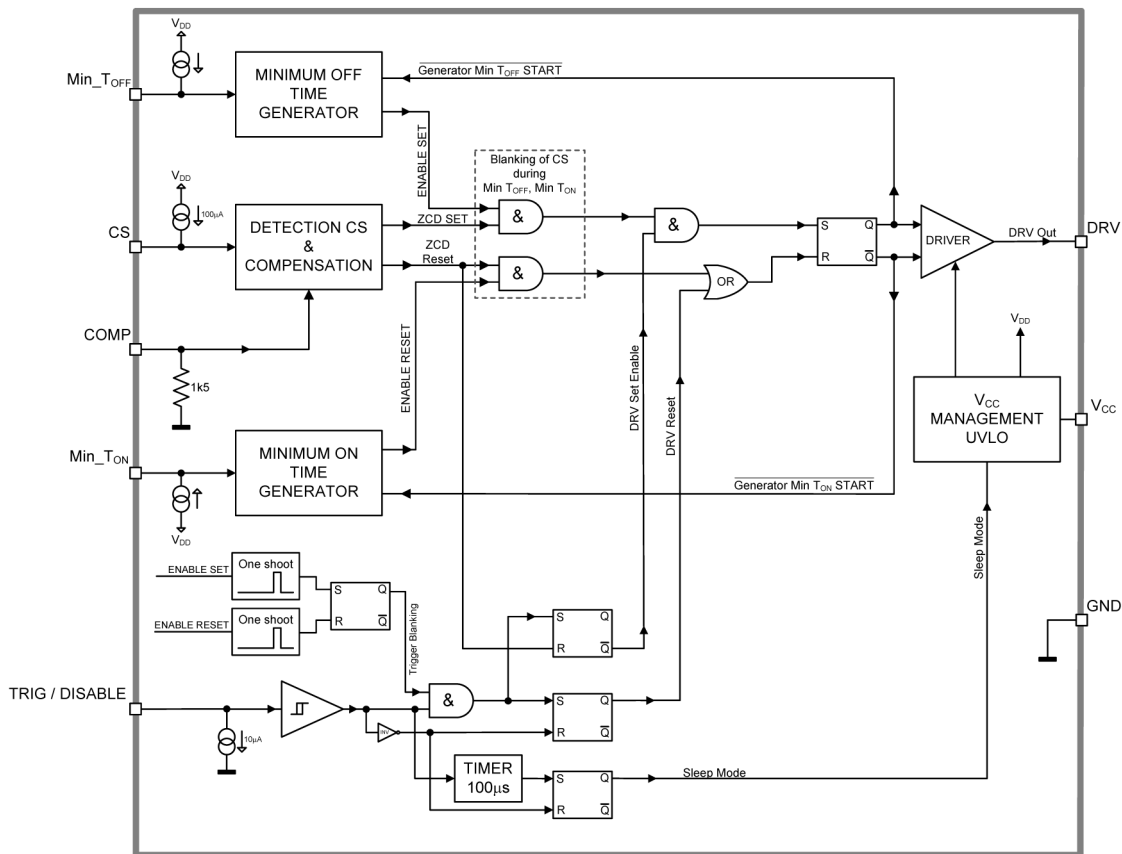 VDD
Min_TOFF
MINIMUM OFF
TIME
GENERATOR
Generator Min TOFF START
ENABLE SET
Blanking of CS
during
Min TOFF, Min TON
VDD
100µA
CS
DETECTION CS
&
COMPENSATION
ZCD SET
ZCD
Reset
&
&
&
OR
S
Q
R
Q
DRIVER
DRV Out
DRV
COMP
1k5
ENABLE RESET
DRV Set Enable
DRV Reset
VDD
VCC
MANAGEMENT
UVLO
VCC
Min_TON
MINIMUM ON
TIME
GENERATOR
VDD
Generator Min TON START
Sleep Mode
ENABLE SET
One shoot
ENABLE RESET
One shoot
S
Q
R
Q
Trigger Blanking
S
Q
R
Q
GND
TRIG / DISABLE
10µA
&
INV
S
Q
R
Q
TIMER
100µs
S
Q
R
Q
Sleep Mode